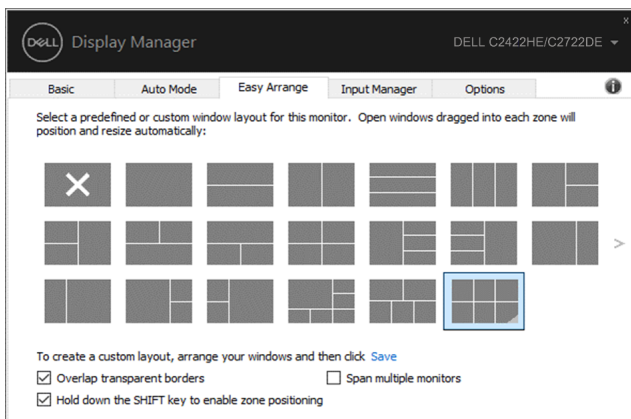 x
DELL Display Manager DELL C2422HE/C2722DE
Basic Auto Mode Easy Arrange Input Manager Options i
Select a predefined or custom window layout for this monitor. Open windows dragged into each zone will
position and resize automatically:
>
To create a custom layout, arrange your windows and then click Save
Overlap transparent borders Span multiple monitors
Hold down the SHIFT key to enable zone positioning